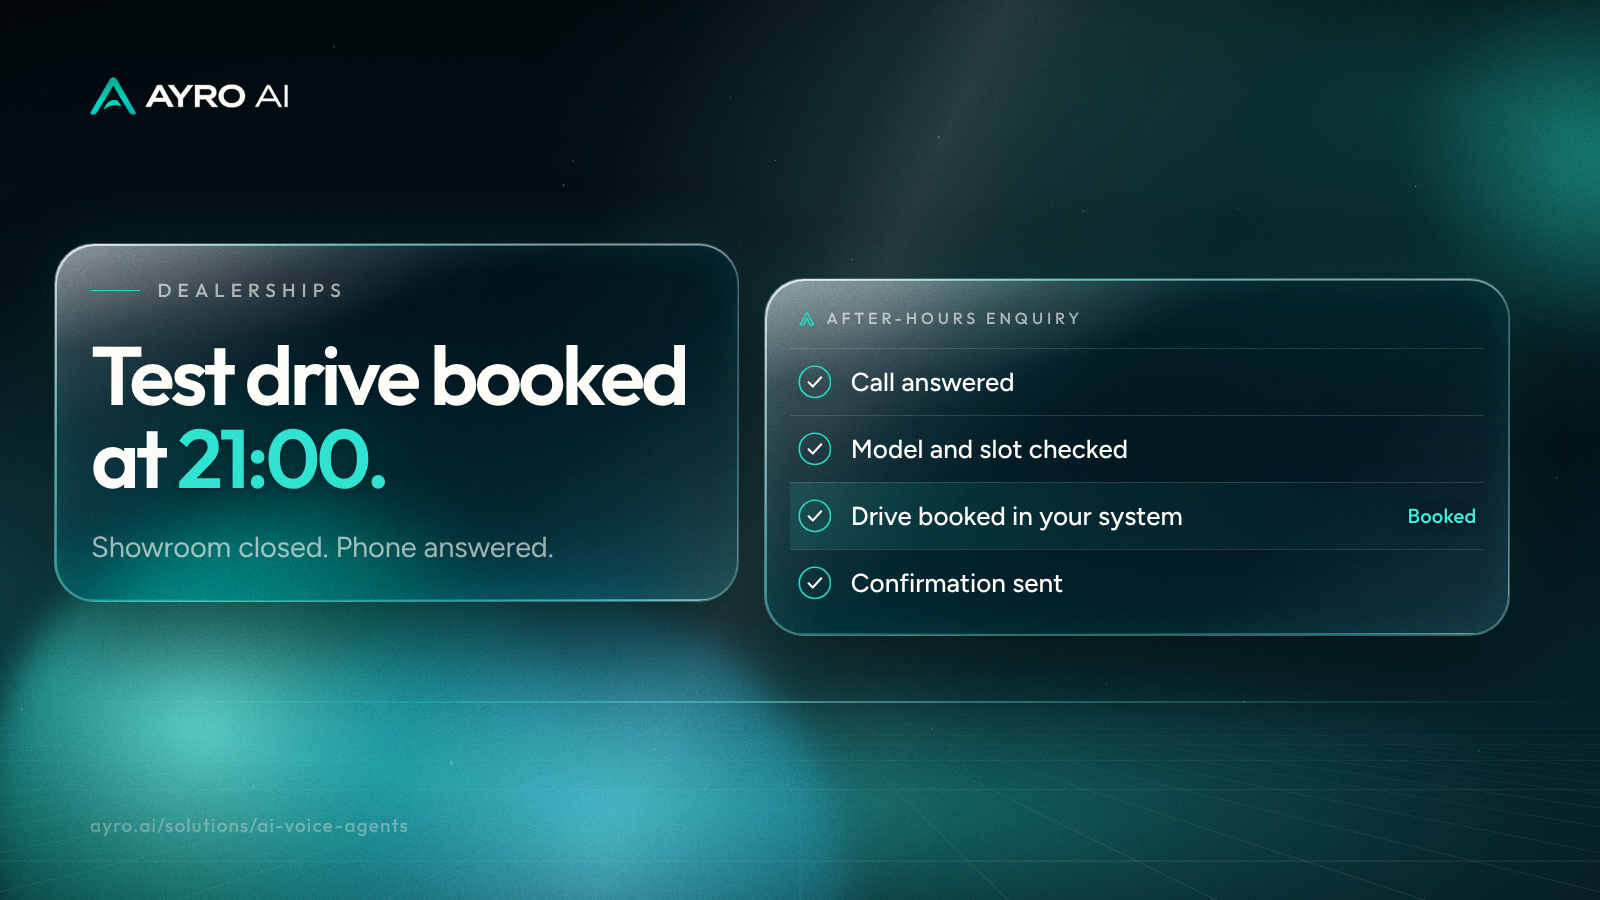 AYRO AI
DEALERSHIPS
Test drive booked
at 21:00.
Showroom closed. Phone answered.
AFTER-HOURS ENQUIRY
Call answered
Model and slot checked
Drive booked in your system
Booked
Confirmation sent
ayro.ai/solutions/ai-voice-agents